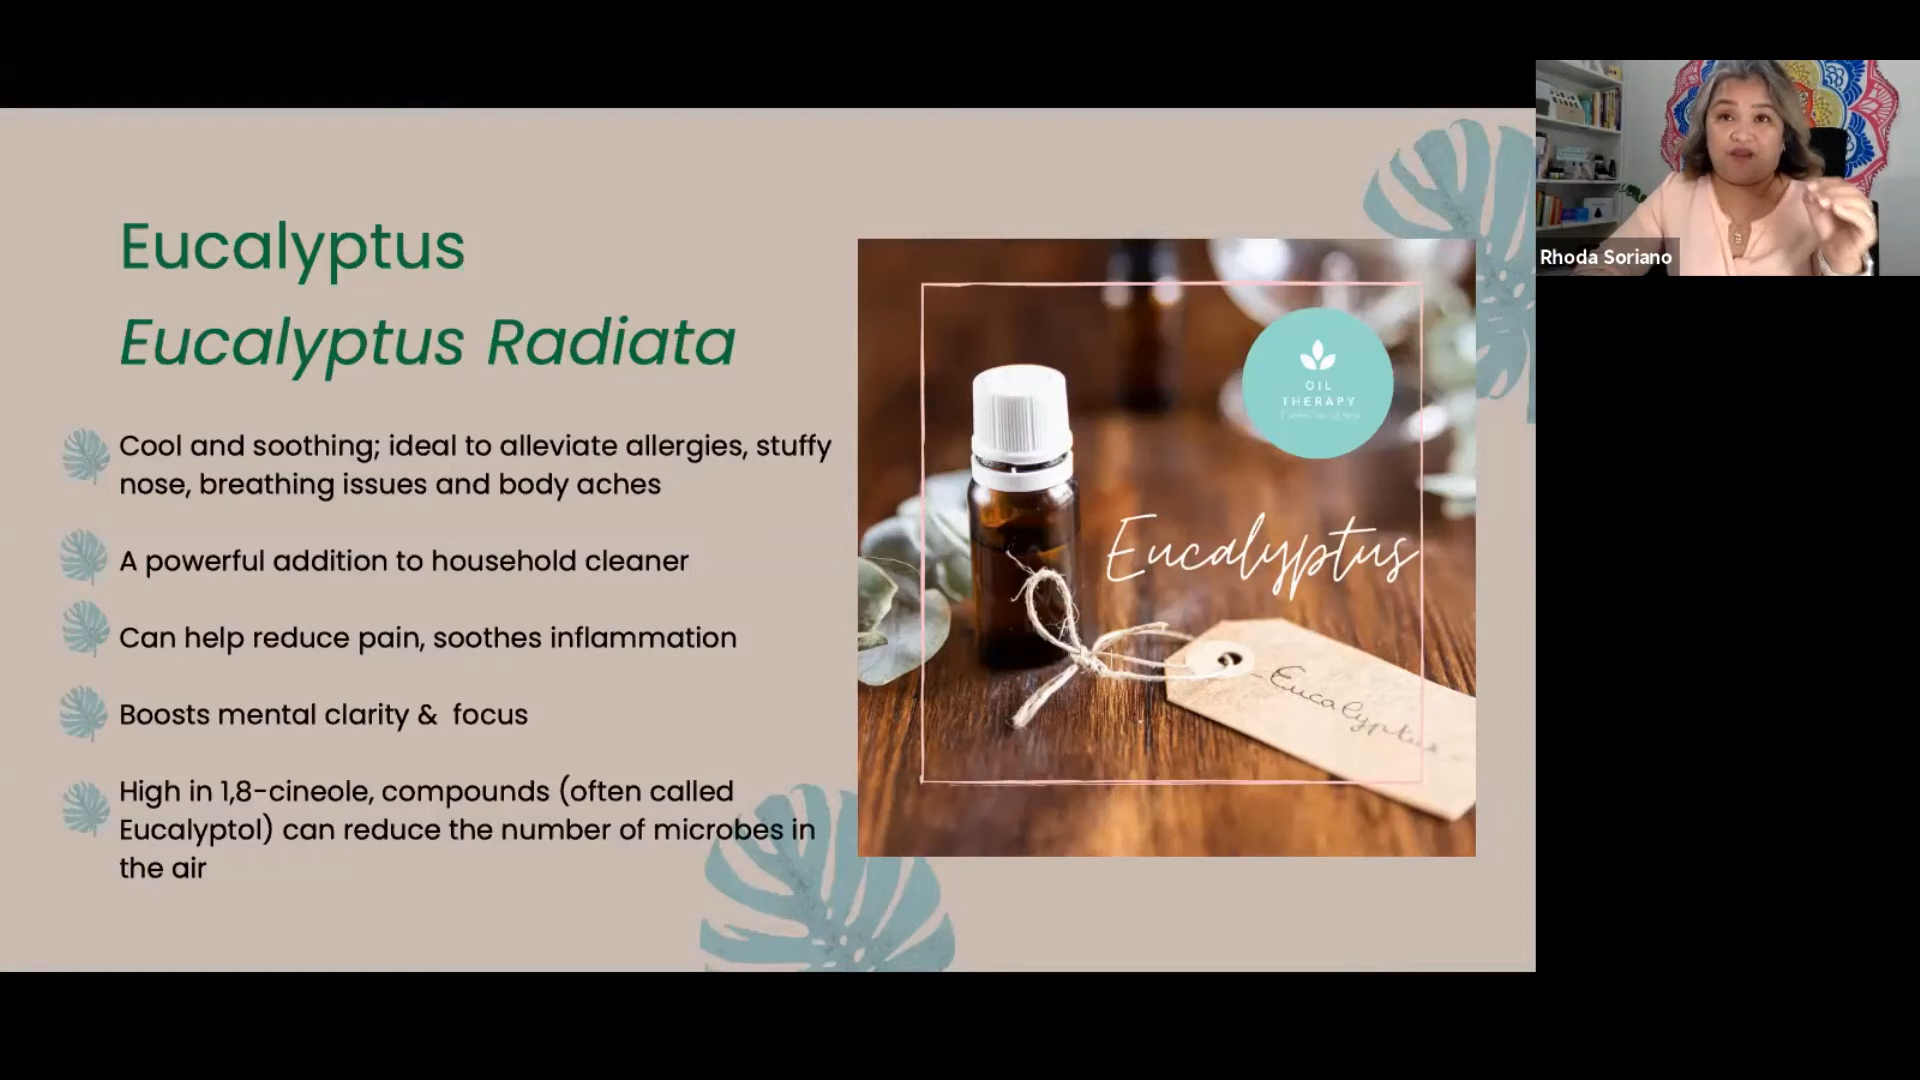 Eucalyptus
Eucalyptus Radiata
Cool and soothing; ideal to alleviate allergies, stuffy
nose, breathing issues and body aches
A powerful addition to household cleaner
Can help reduce pain, soothes inflammation
Boosts mental clarity &  focus
High in 1,8-cineole, compounds (often called
Eucalyptol) can reduce the number of microbes in
the air
OIL
THERAPY
Eucalyptus
Eucalyptus
Rhoda Soriano